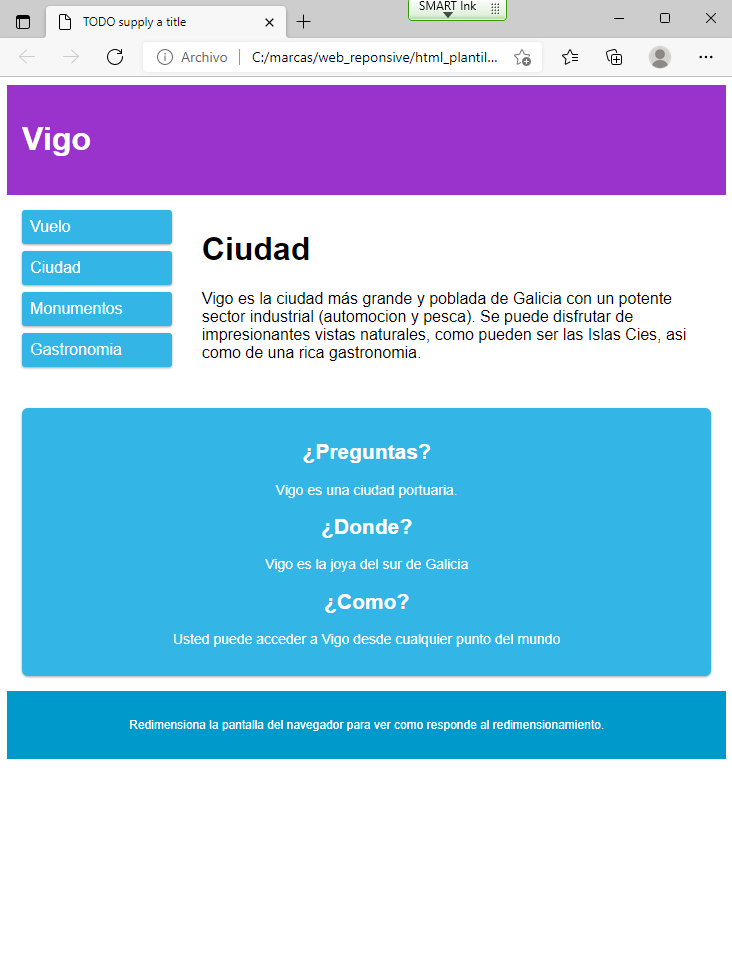 SMART Ink
TODO supply a title
Archivo
C:/marcas/web_reponsive/html_plantil...
Vigo
Vuelo
Ciudad
Monumentos
Gastronomia
Ciudad
Vigo es la ciudad más grande y poblada de Galicia con un potente
sector industrial (automocion y pesca). Se puede disfrutar de
impresionantes vistas naturales, como pueden ser las Islas Cies, asi
como de una rica gastronomia.
¿Preguntas?
Vigo es una ciudad portuaria.
¿Donde?
Vigo es la joya del sur de Galicia
¿Como?
Usted puede acceder a Vigo desde cualquier punto del mundo
Redimensiona la pantalla del navegador para ver como responde al redimensionamiento.